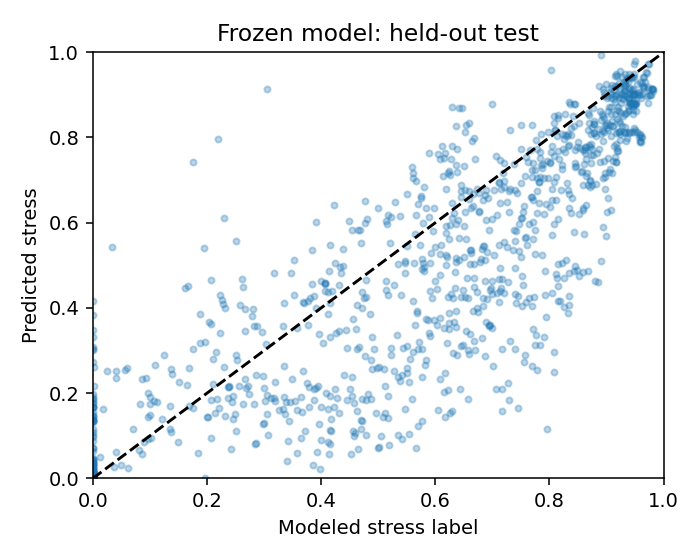 Frozen model: held-out test
1.0
0.8
0.6
0.4
0.2
0.0
Predicted stress
0.0 0.2 0.4 0.6 0.8 1.0
Modeled stress label